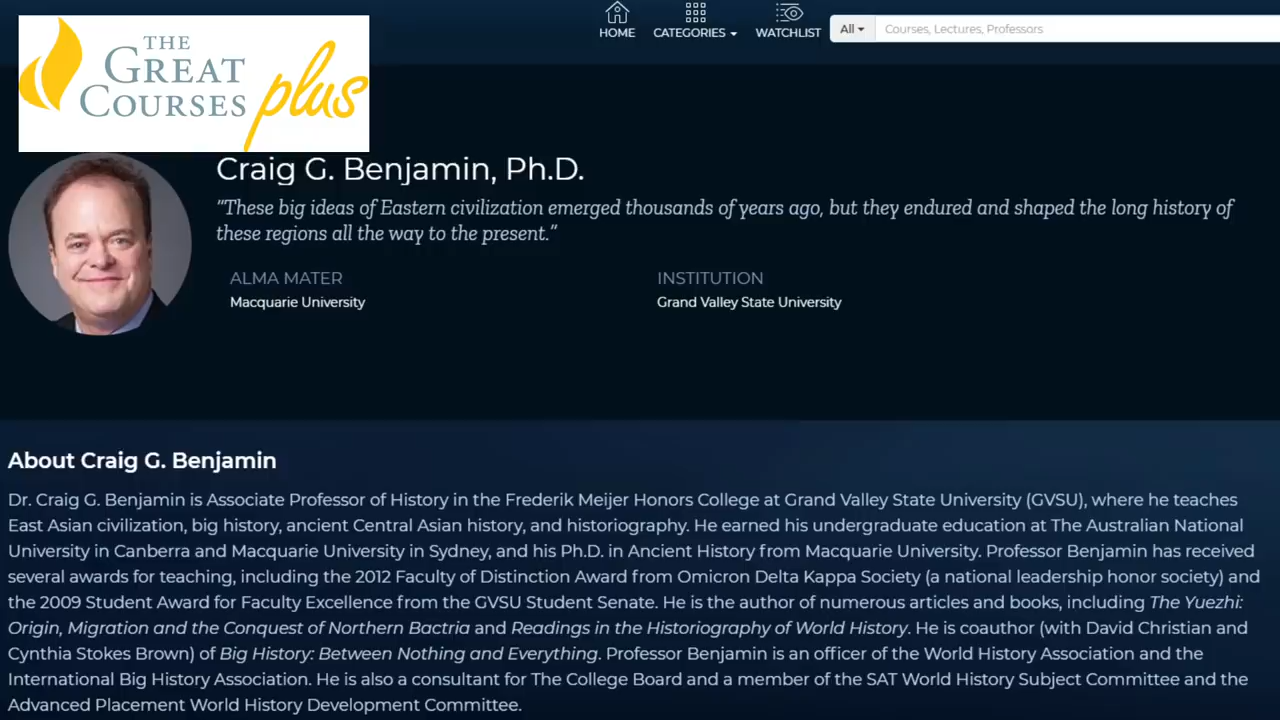 HOME
CATEGORIES
WATCHLIST
All
Courses, Lectures, Professors
THE
GREAT
COURSES plus
Craig G. Benjamin, Ph.D.
"These big ideas of Eastern civilization emerged thousands of years ago, but they endured and shaped the long history of
these regions all the way to the present."
ALMA MATER
Macquarie University
INSTITUTION
Grand Valley State University
About Craig G. Benjamin
Dr. Craig G. Benjamin is Associate Professor of History in the Frederik Meijer Honors College at Grand Valley State University (GVSU), where he teaches
East Asian civilization, big history, ancient Central Asian history, and historiography. He earned his undergraduate education at The Australian National
University in Canberra and Macquarie University in Sydney, and his Ph.D. in Ancient History from Macquarie University. Professor Benjamin has received
several awards for teaching, including the 2012 Faculty of Distinction Award from Omicron Delta Kappa Society (a national leadership honor society) and
the 2009 Student Award for Faculty Excellence from the GVSU Student Senate. He is the author of numerous articles and books, including The Yuezhi:
Origin, Migration and the Conquest of Northern Bactria and Readings in the Historiography of World History. He is coauthor (with David Christian and
Cynthia Stokes Brown) of Big History: Between Nothing and Everything. Professor Benjamin is an officer of the World History Association and the
International Big History Association. He is also a consultant for The College Board and a member of the SAT World History Subject Committee and the
Advanced Placement World History Development Committee.